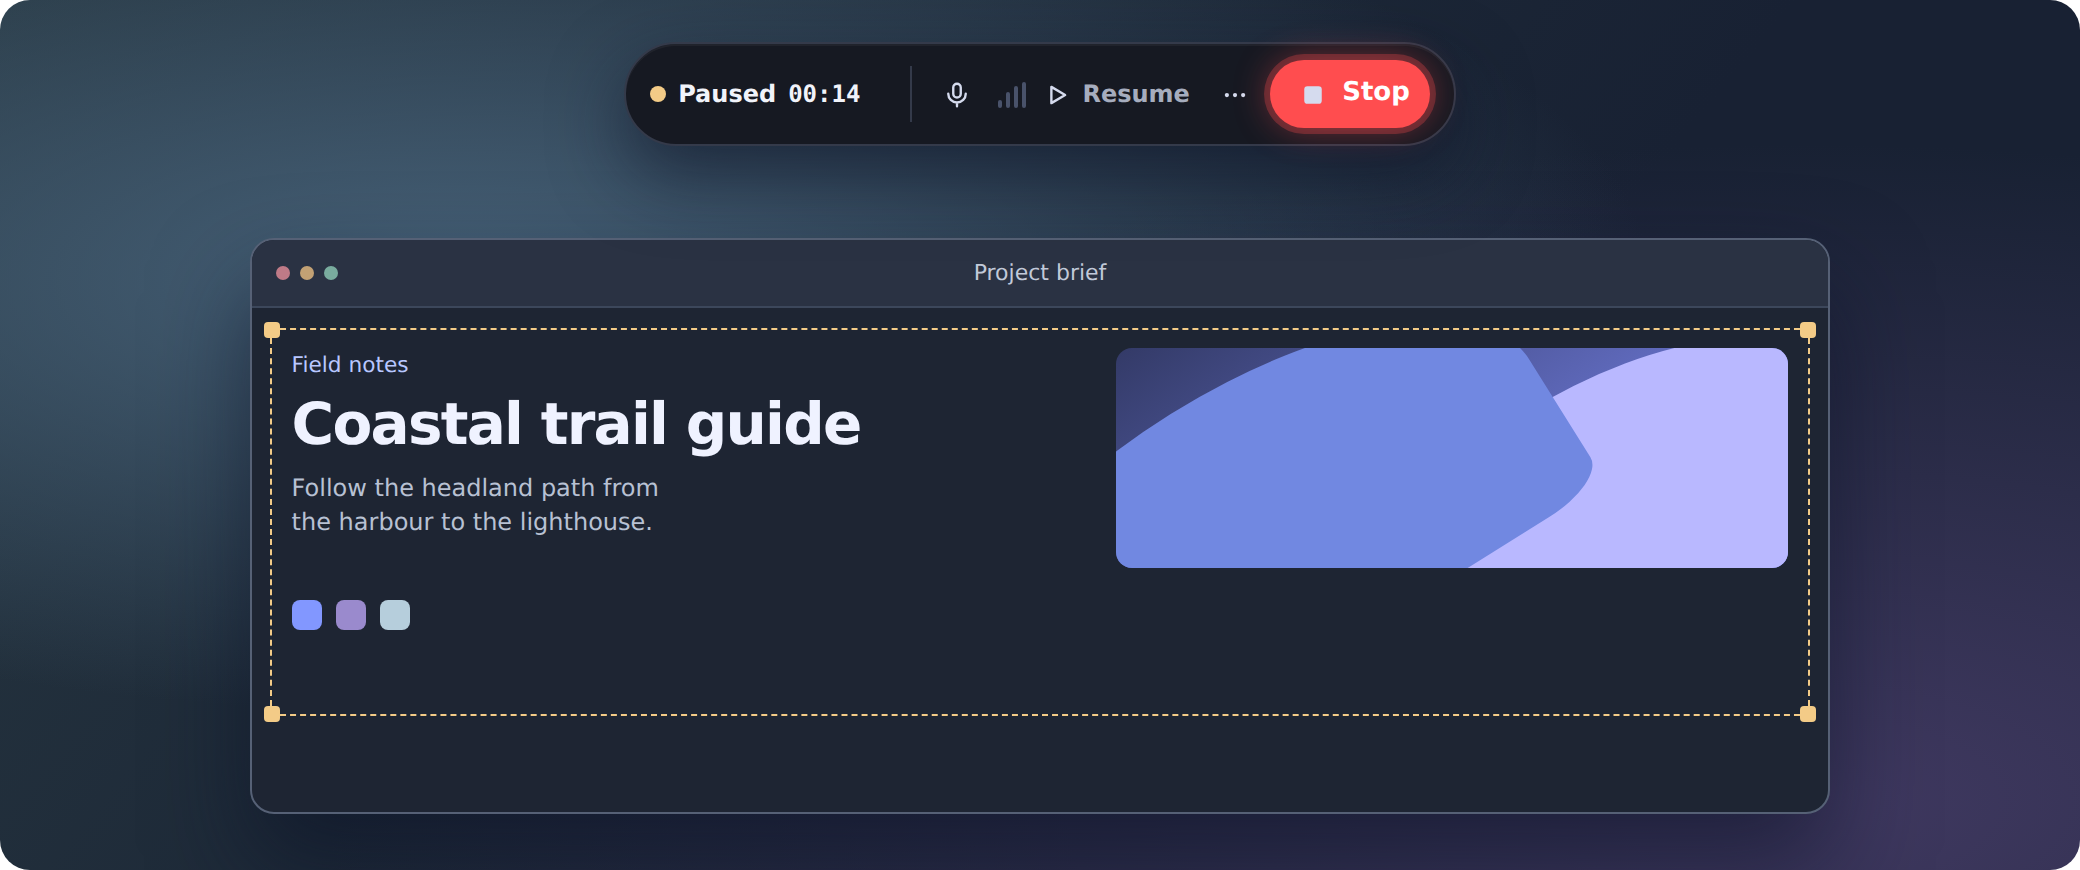 Paused 00:14 Resume Stop
Project brief
Field notes
Coastal trail guide
Follow the headland path from
the harbour to the lighthouse.